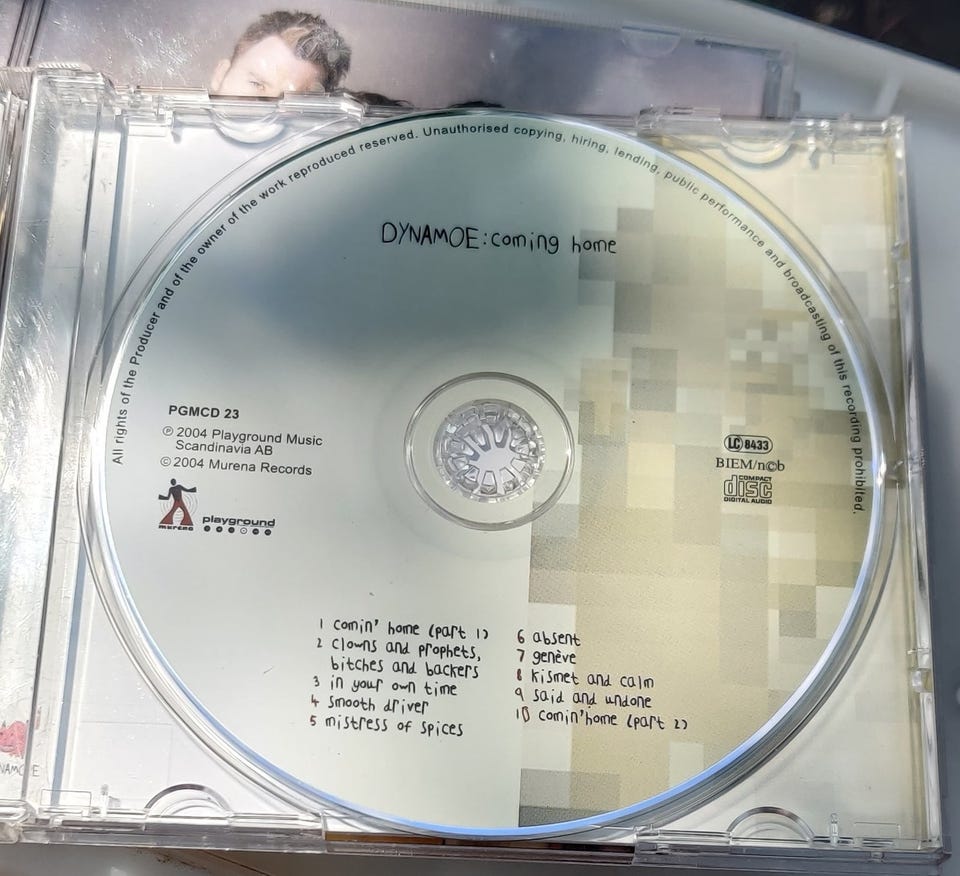 All rights of the Producer and of the owner of the work reproduced reserved. Unauthorised copying, hiring, lending, public performance and broadcasting of this recording prohibited.
DYNAMOE: coming home
PGMCD 23
℗ 2004 Playground Music
Scandinavia AB
© 2004 Murena Records
murena
playground
LC 8433
BIEM/n©b
COMPACT
disc
DIGITAL AUDIO
1 comin' home (part 1)
2 clowns and prophets,
bitches and backers
3 in your own time
4 smooth driver
5 mistress of spices
6 absent
7 genève
8 kismet and calm
9 said and undone
10 comin'home (part 2)